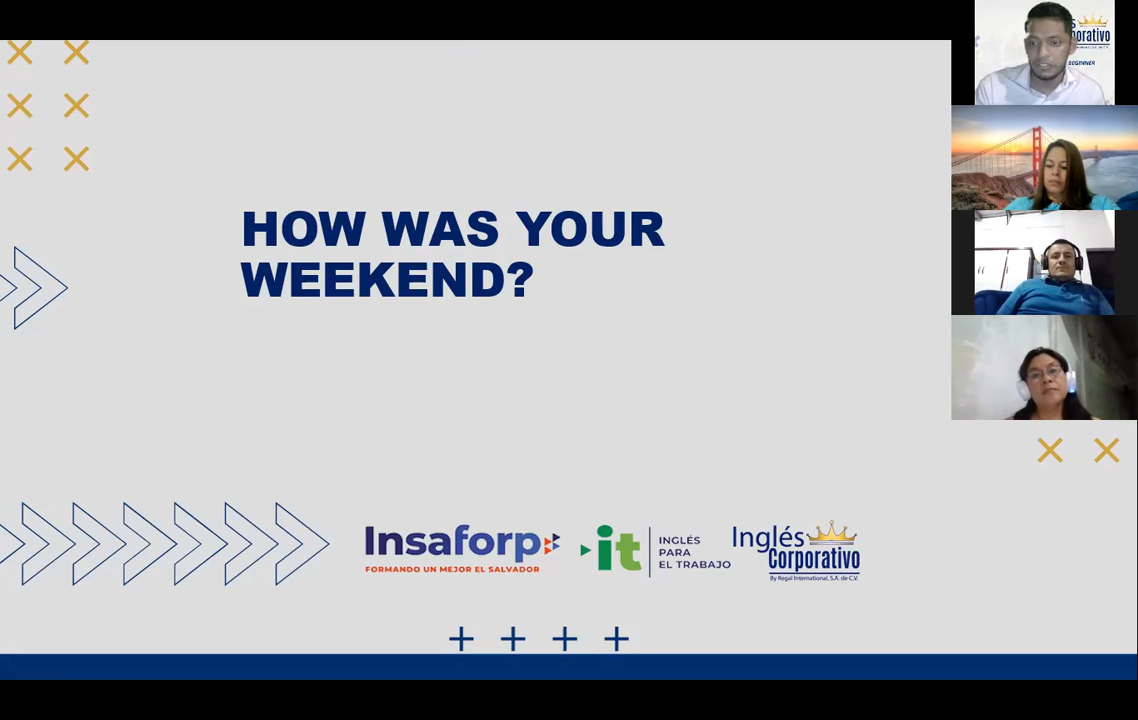 HOW WAS YOUR
WEEKEND?
Insaforp
FORMANDO UN MEJOR EL SALVADOR
it
INGLÉS
PARA
EL TRABAJO
Inglés
Corporativo
By Regal International, S.A. de C.V.
BEGINNER